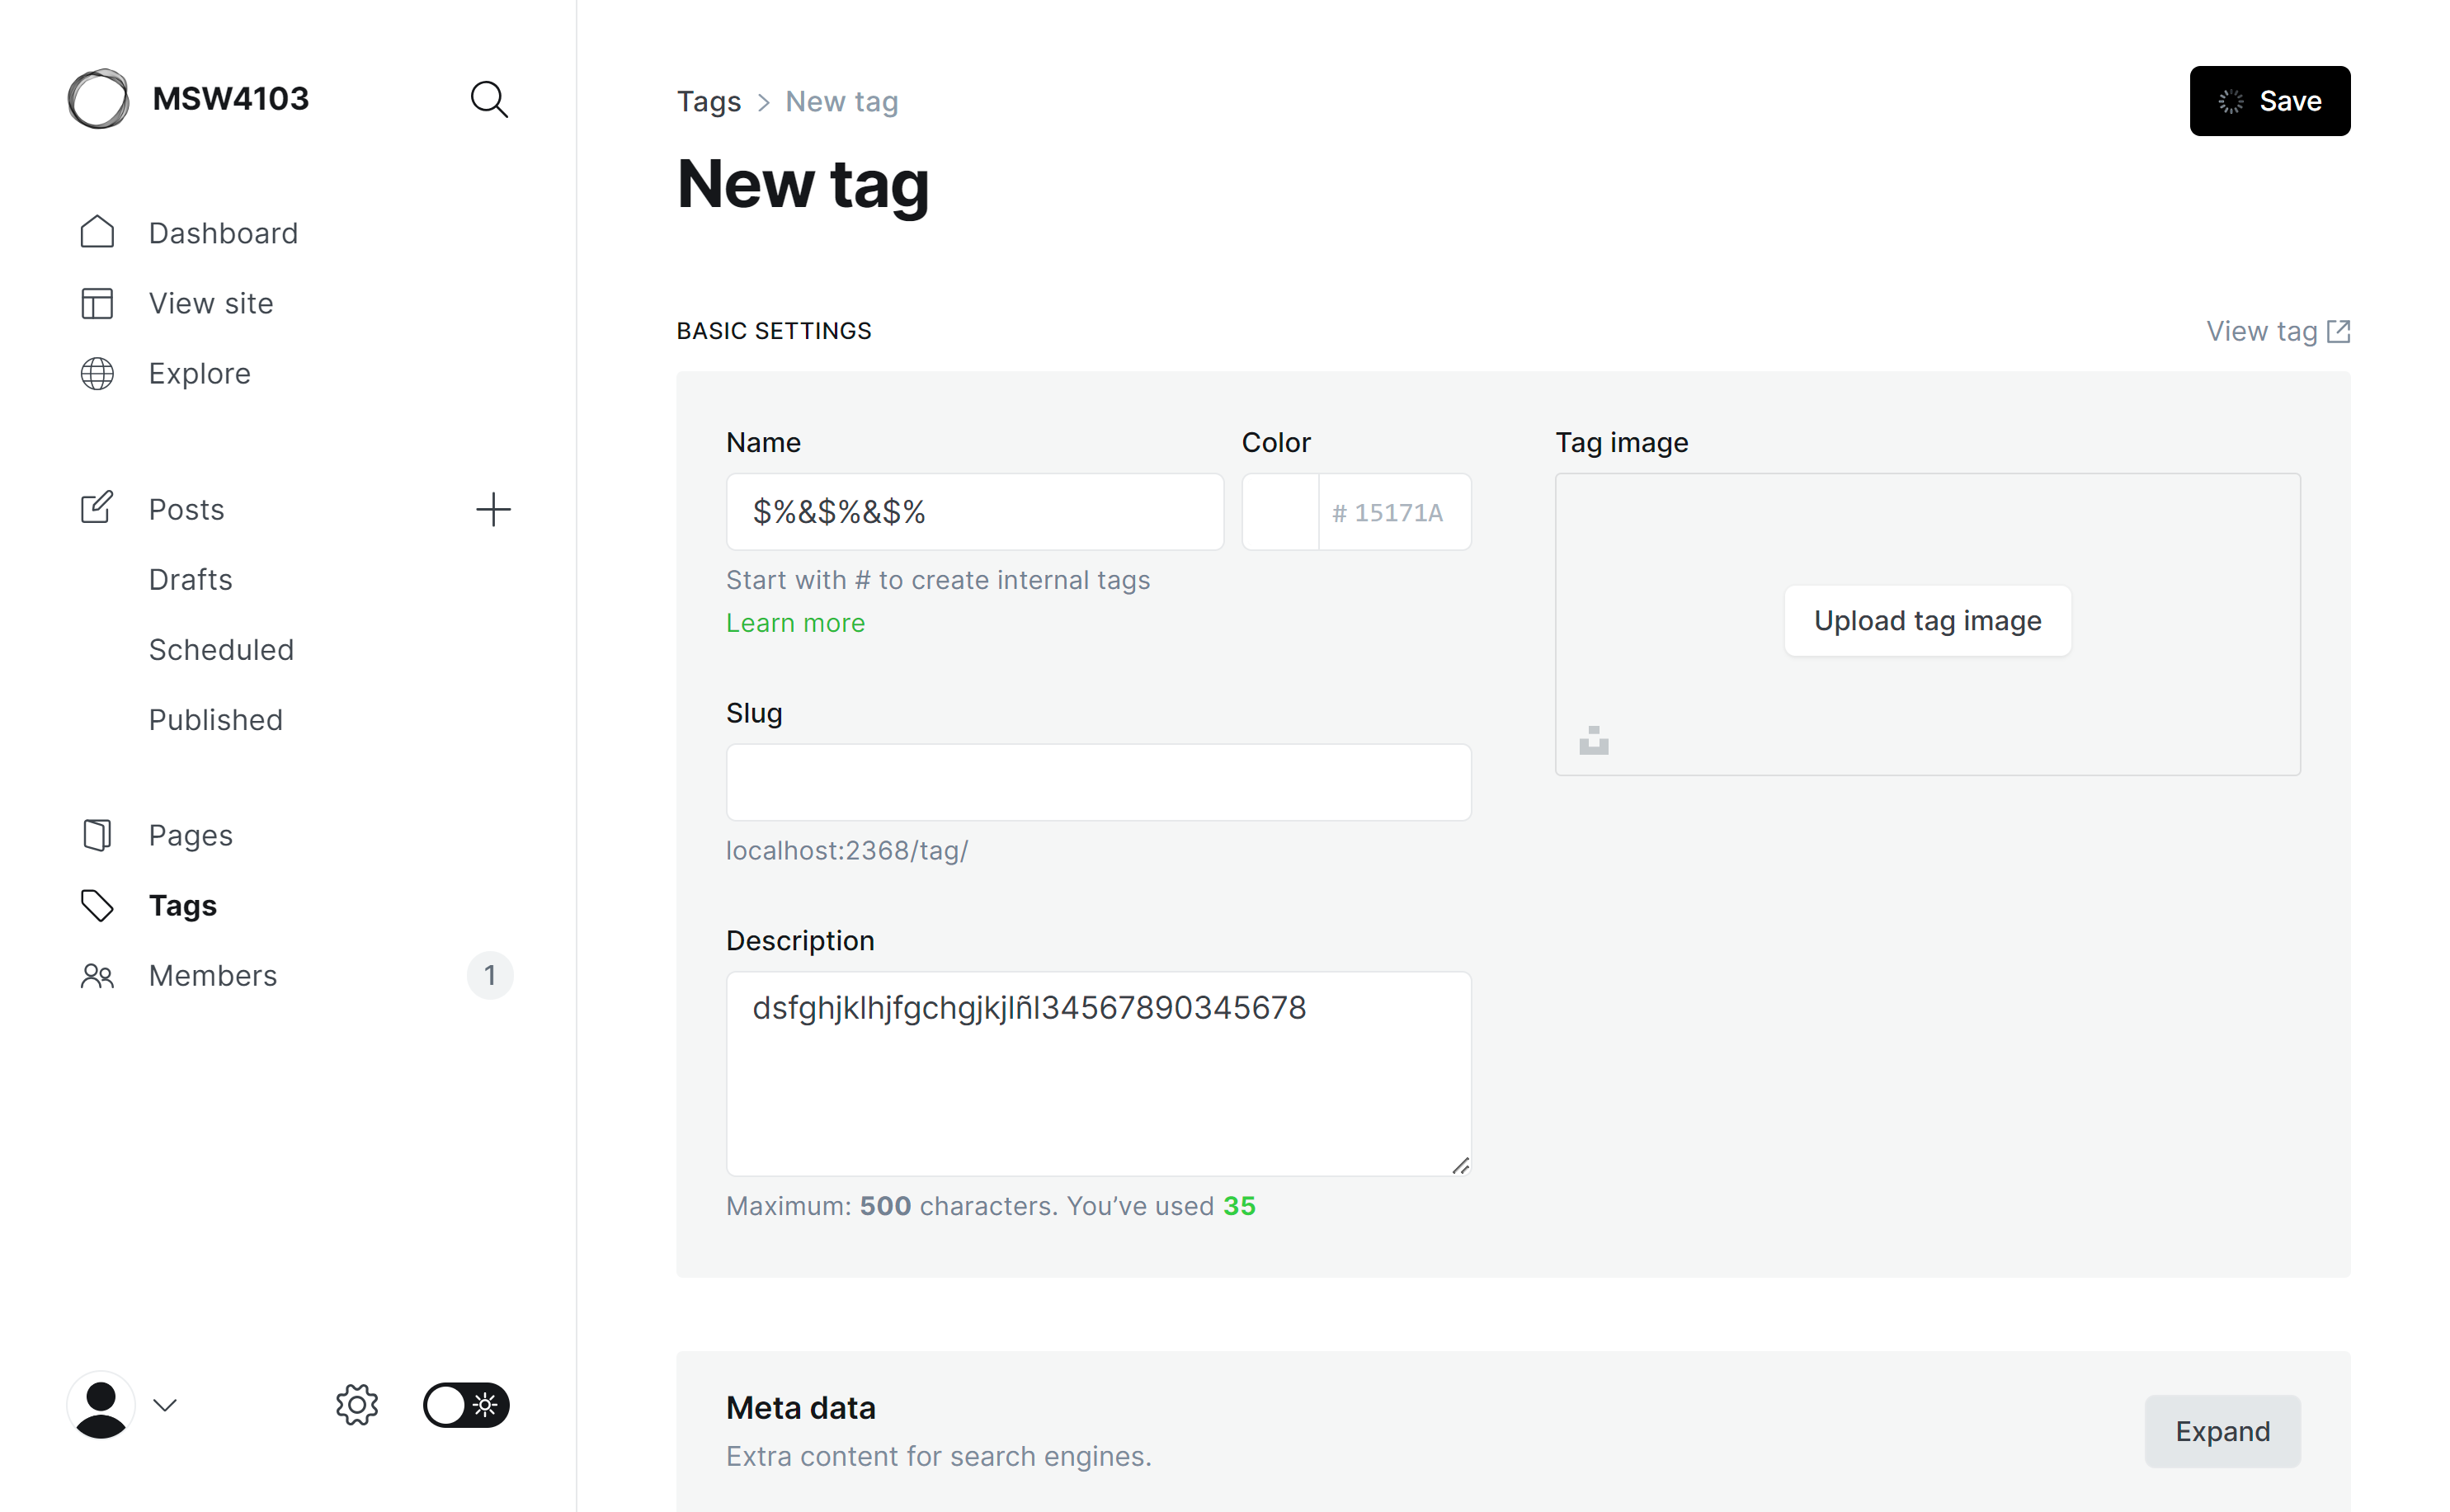 MSW4103
Dashboard
View site
Explore
Posts
Drafts
Scheduled
Published
Pages
Tags
Members
1
Tags > New tag
Save
New tag
BASIC SETTINGS
View tag
Name
$%&$%&$%
Color
# 15171A
Start with # to create internal tags
Learn more
Slug
localhost:2368/tag/
Description
dsfghjklhjfgchgjkjlñl34567890345678
Maximum: 500 characters. You’ve used 35
Tag image
Upload tag image
Meta data
Extra content for search engines.
Expand